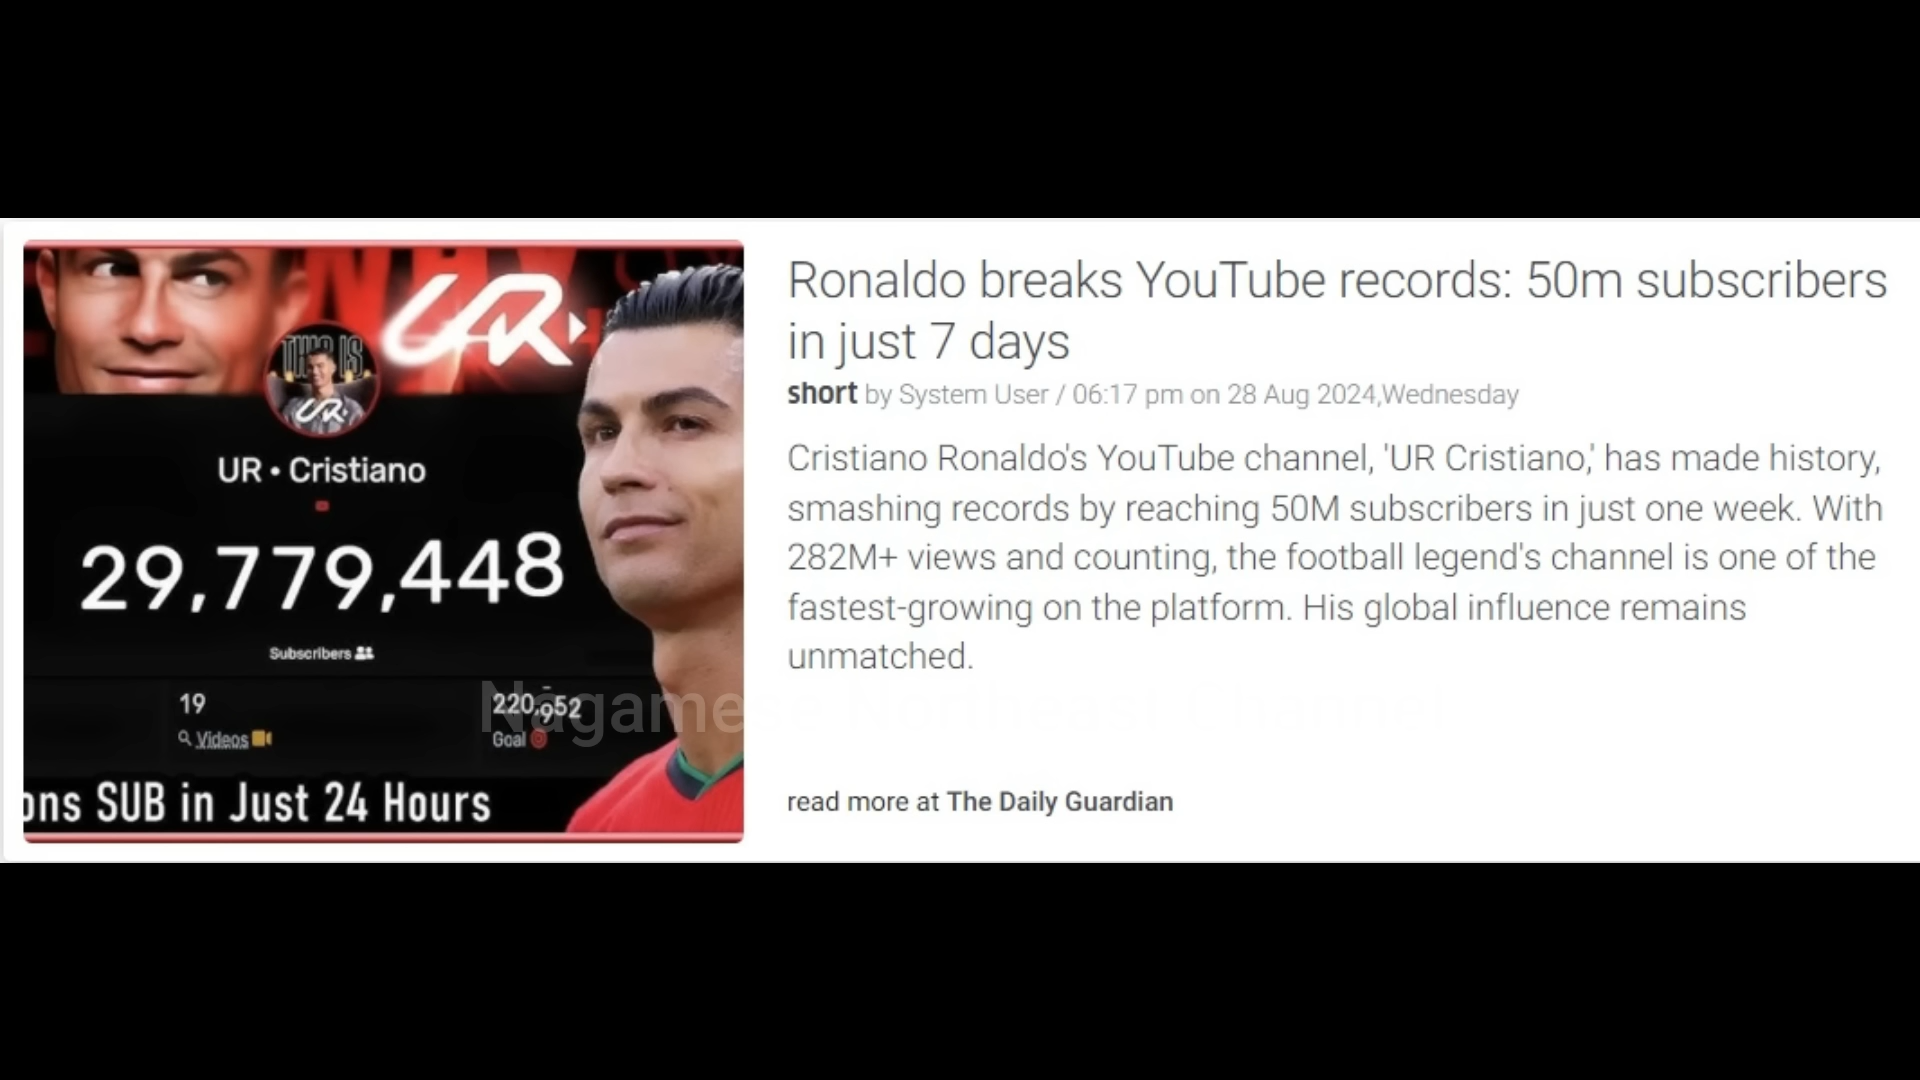 UR
THIS IS
UR
UR • Cristiano
29,779,448
Subscribers
19
Videos
Goal
ons SUB in Just 24 Hours
Ronaldo breaks YouTube records: 50m subscribers
in just 7 days
short by System User / 06:17 pm on 28 Aug 2024,Wednesday
Cristiano Ronaldo's YouTube channel, 'UR Cristiano,' has made history,
smashing records by reaching 50M subscribers in just one week. With
282M+ views and counting, the football legend's channel is one of the
fastest-growing on the platform. His global influence remains
unmatched.
read more at The Daily Guardian